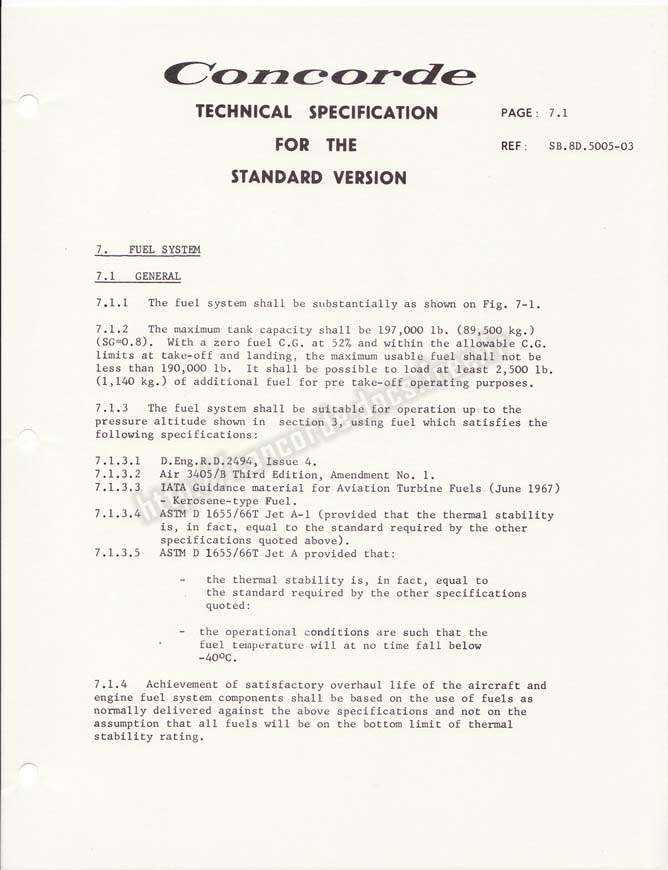 Concorde
TECHNICAL SPECIFICATION
FOR THE
STANDARD VERSION
PAGE: 7.1
REF: SB.8D.5005-03
7. FUEL SYSTEM
7.1 GENERAL
7.1.1 The fuel system shall be substantially as shown on Fig. 7-1.
7.1.2 The maximum tank capacity shall be 197,000 lb. (89,500 kg.)
(SG=0.8). With a zero fuel C.G. at 52% and within the allowable C.G.
limits at take-off and landing, the maximum usable fuel shall not be
less than 190,000 lb. It shall be possible to load at least 2,500 lb.
(1,140 kg.) of additional fuel for pre take-off operating purposes.
7.1.3 The fuel system shall be suitable for operation up to the
pressure altitude shown in section 3, using fuel which satisfies the
following specifications:
7.1.3.1 D.Eng.R.D.2494, Issue 4.
7.1.3.2 Air 3405/B Third Edition, Amendment No. 1.
7.1.3.3 IATA Guidance material for Aviation Turbine Fuels (June 1967)
- Kerosene-type Fuel.
7.1.3.4 ASTM D 1655/66T Jet A-1 (provided that the thermal stability
is, in fact, equal to the standard required by the other
specifications quoted above).
7.1.3.5 ASTM D 1655/66T Jet A provided that:
- the thermal stability is, in fact, equal to
the standard required by the other specifications
quoted:
- the operational conditions are such that the
fuel temperature will at no time fall below
-40ºC.
7.1.4 Achievement of satisfactory overhaul life of the aircraft and
engine fuel system components shall be based on the use of fuels as
normally delivered against the above specifications and not on the
assumption that all fuels will be on the bottom limit of thermal
stability rating.